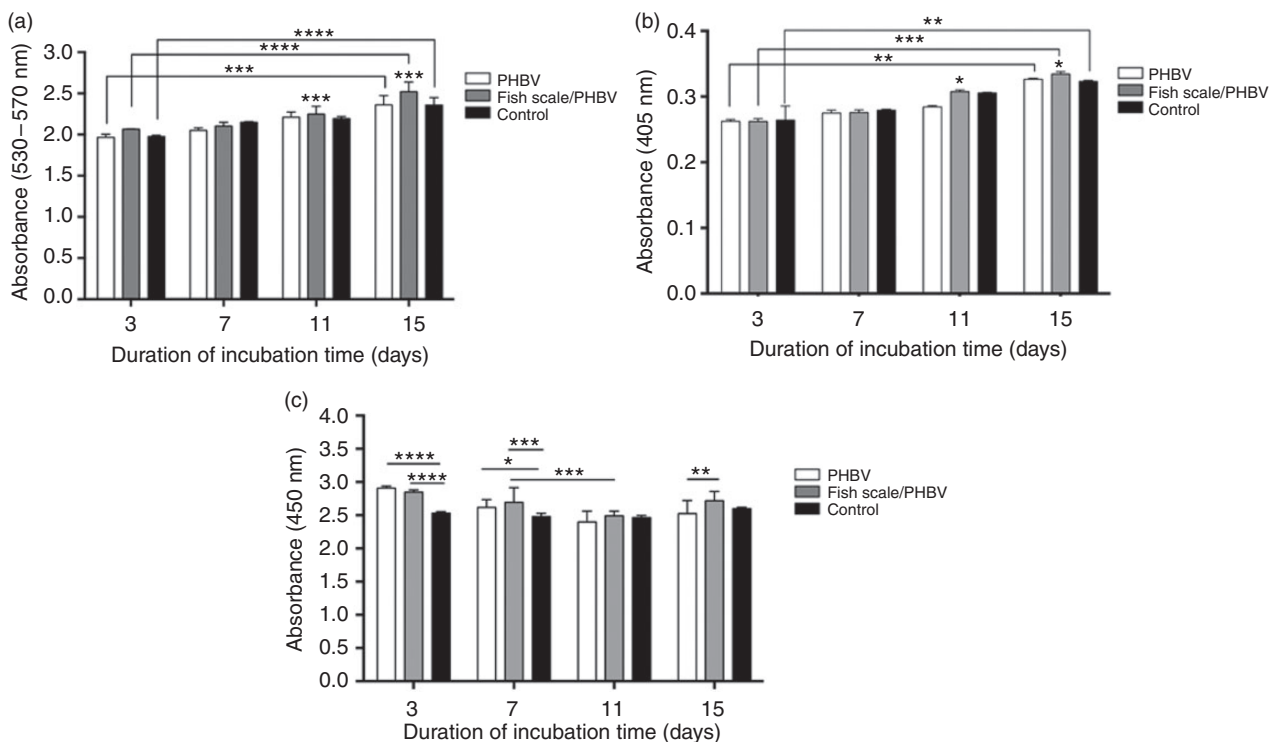 (a)
Absorbance (530–570 nm)
3.0
2.5
2.0
1.5
1.0
0.5
0.0
****
****
***
***
***
PHBV
Fish scale/PHBV
Control
3 7 11 15
Duration of incubation time (days)
(b)
Absorbance (405 nm)
0.4
0.3
0.2
0.1
0.0
**
***
**
*
*
PHBV
Fish scale/PHBV
Control
3 7 11 15
Duration of incubation time (days)
(c)
Absorbance (450 nm)
4.0
3.5
3.0
2.5
2.0
1.5
1.0
0.5
0.0
****
****
***
*
***
**
PHBV
Fish scale/PHBV
Control
3 7 11 15
Duration of incubation time (days)